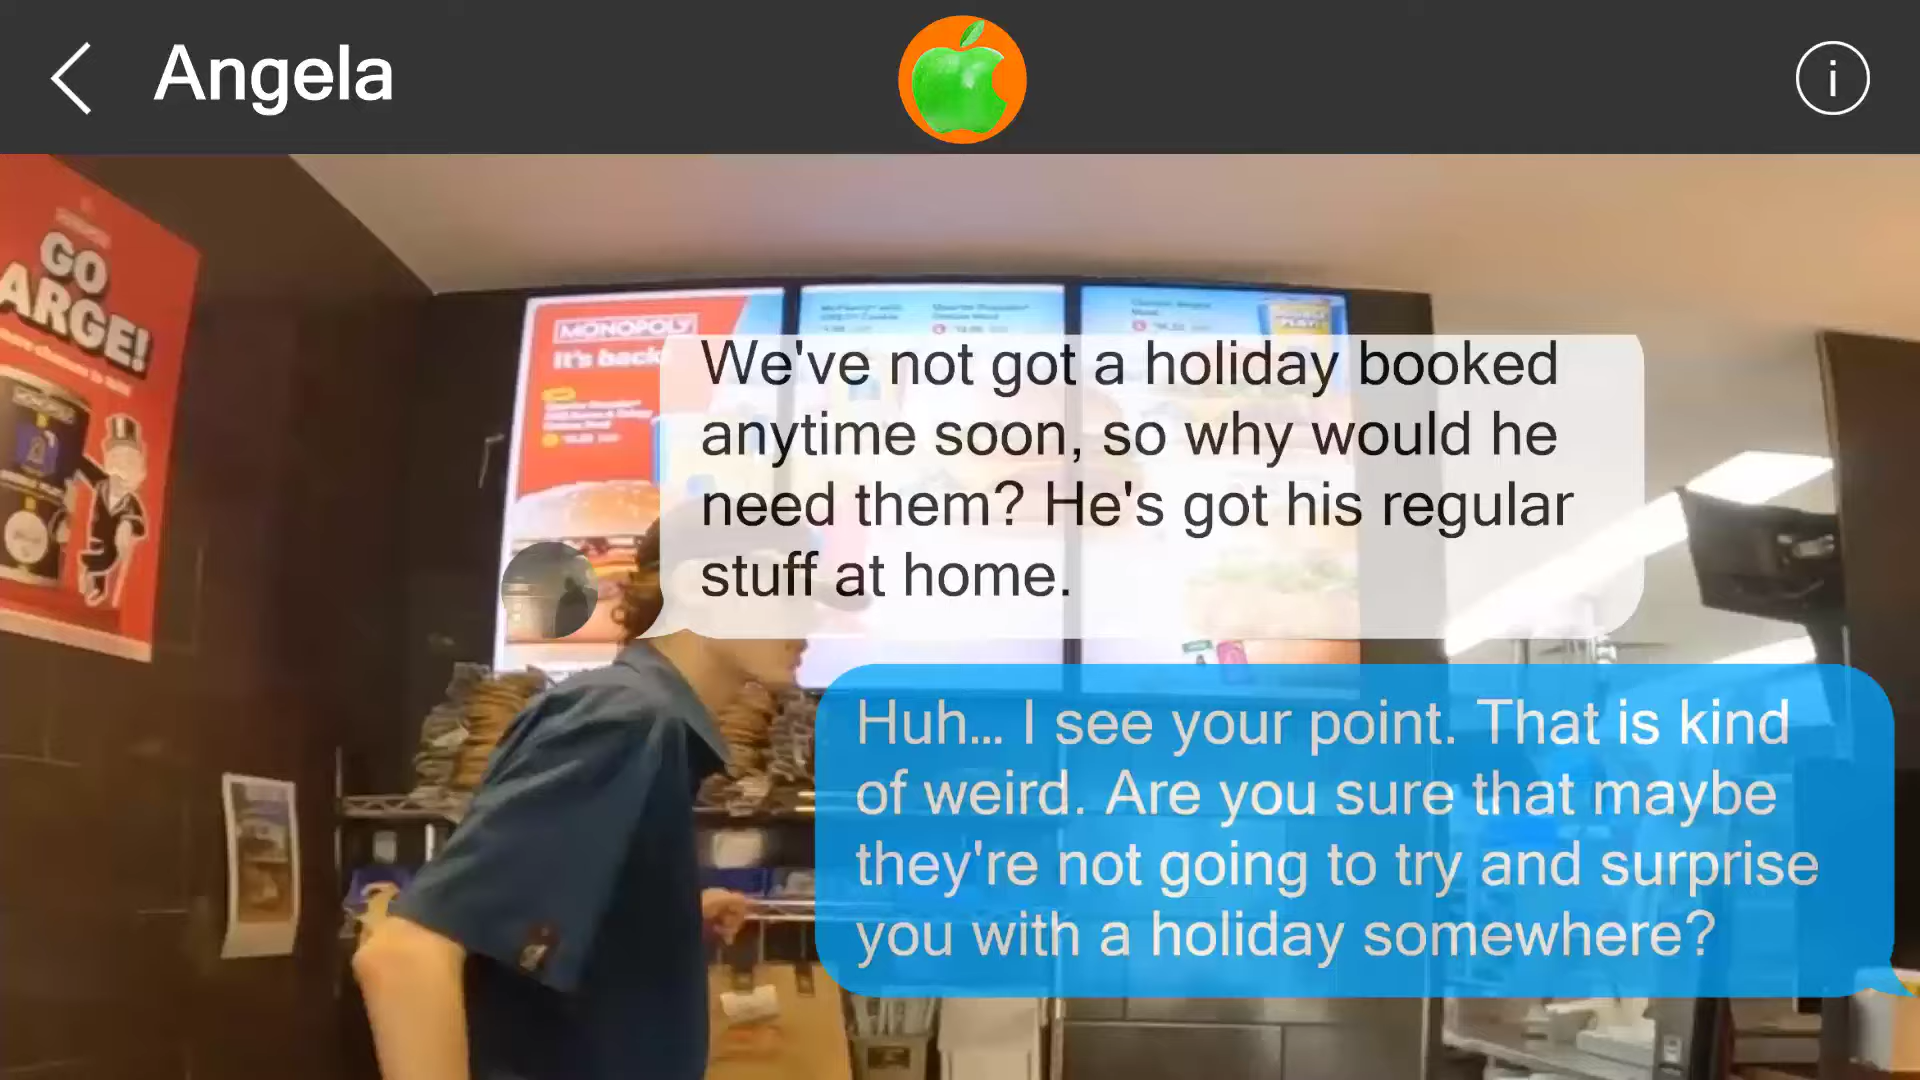 Angela
i
GO
ARGE!
MONOPOLY
It's back
We've not got a holiday booked
anytime soon, so why would he
need them? He's got his regular
stuff at home.
Huh... I see your point. That is kind
of weird. Are you sure that maybe
they're not going to try and surprise
you with a holiday somewhere?